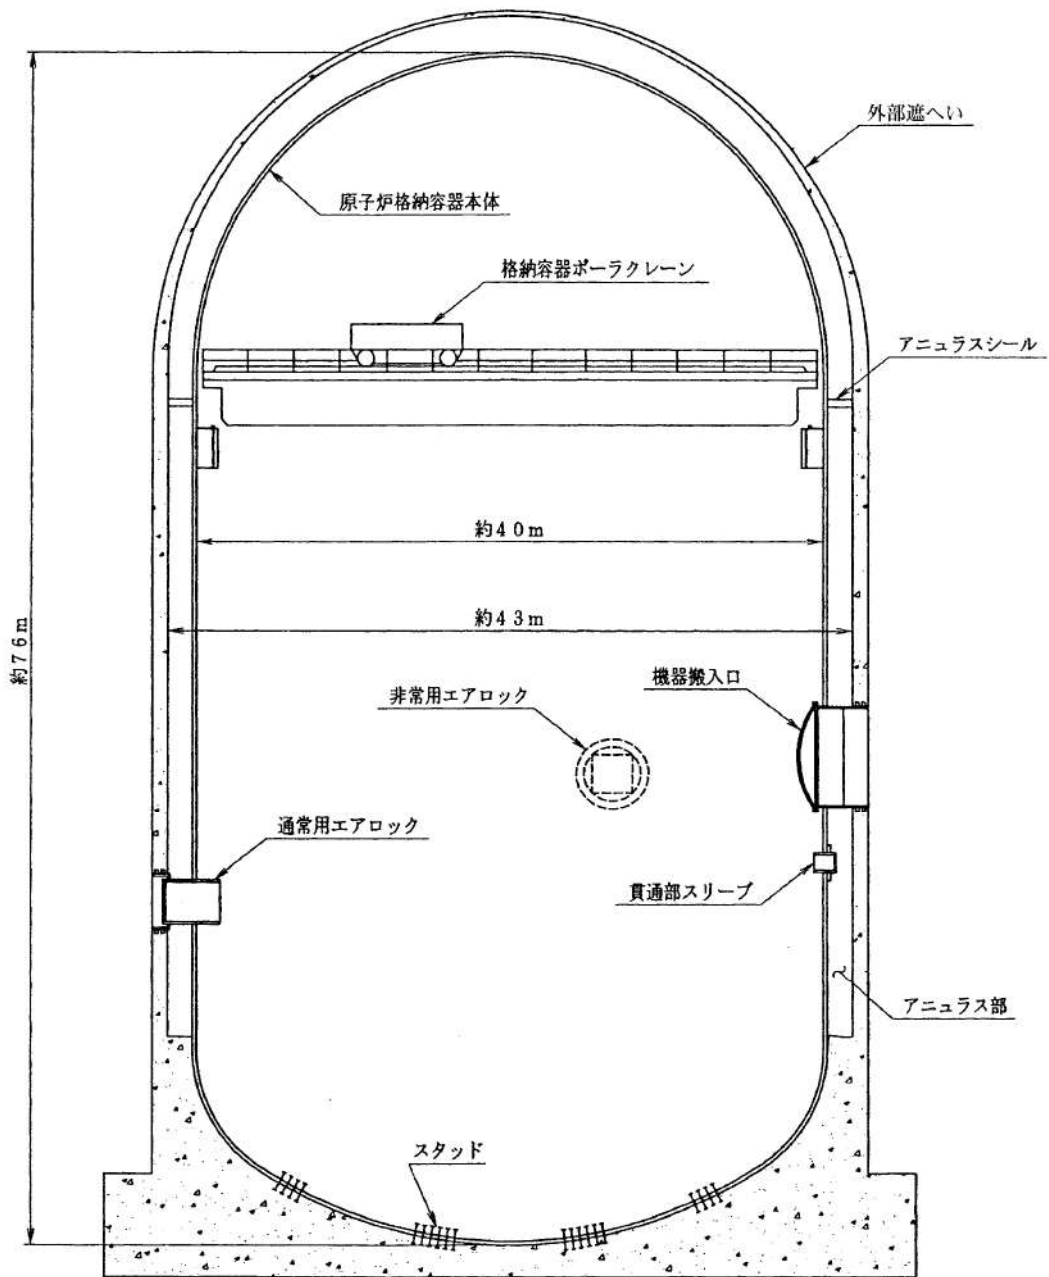 外部遮へい
原子炉格納容器本体
格納容器ポーラクレーン
アニュラスシール
約40m
約43m
約76m
機器搬入口
非常用エアロック
通常用エアロック
貫通部スリーブ
アニュラス部
スタッド